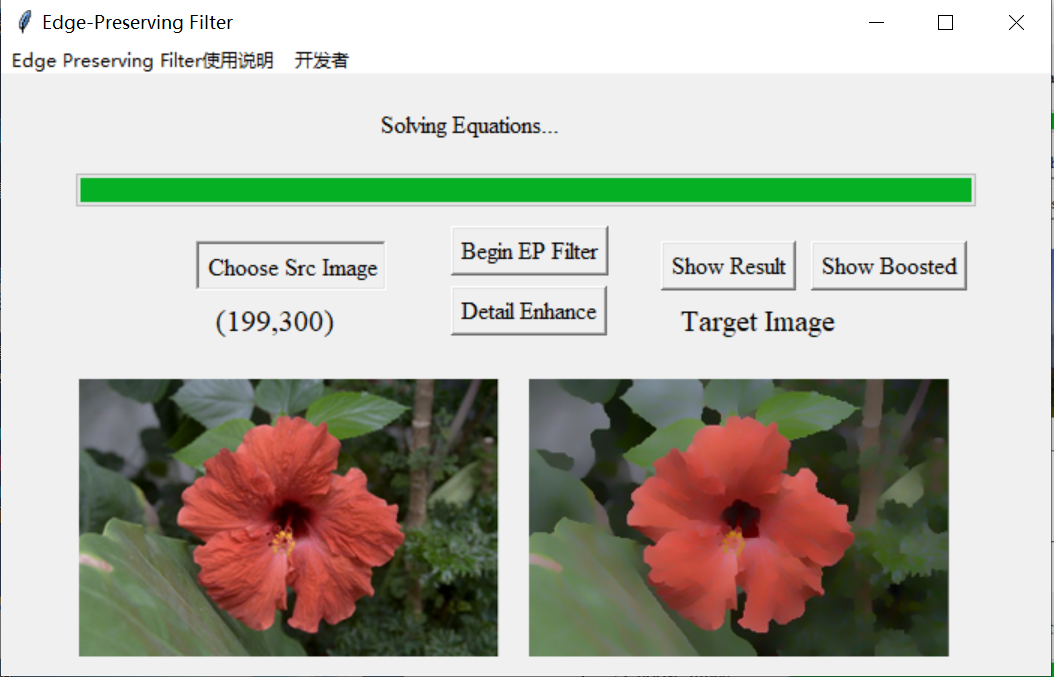 Edge-Preserving Filter
Edge Preserving Filter使用说明 开发者
Solving Equations...
Choose Src Image
Begin EP Filter
Show Result
Show Boosted
Detail Enhance
(199,300)
Target Image